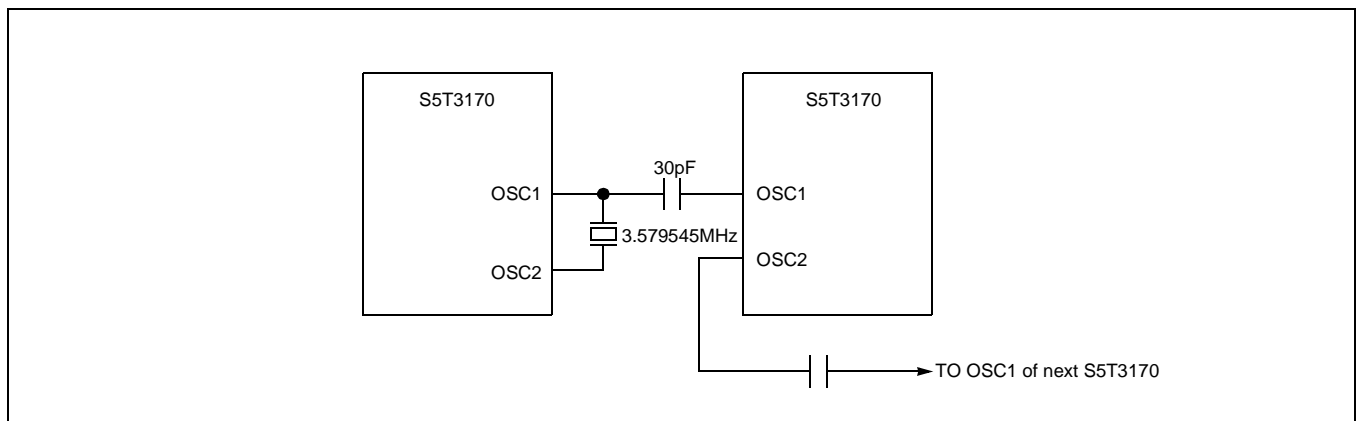 S5T3170
S5T3170
30pF
OSC1
OSC1
3.579545MHz
OSC2
OSC2
TO OSC1 of next S5T3170